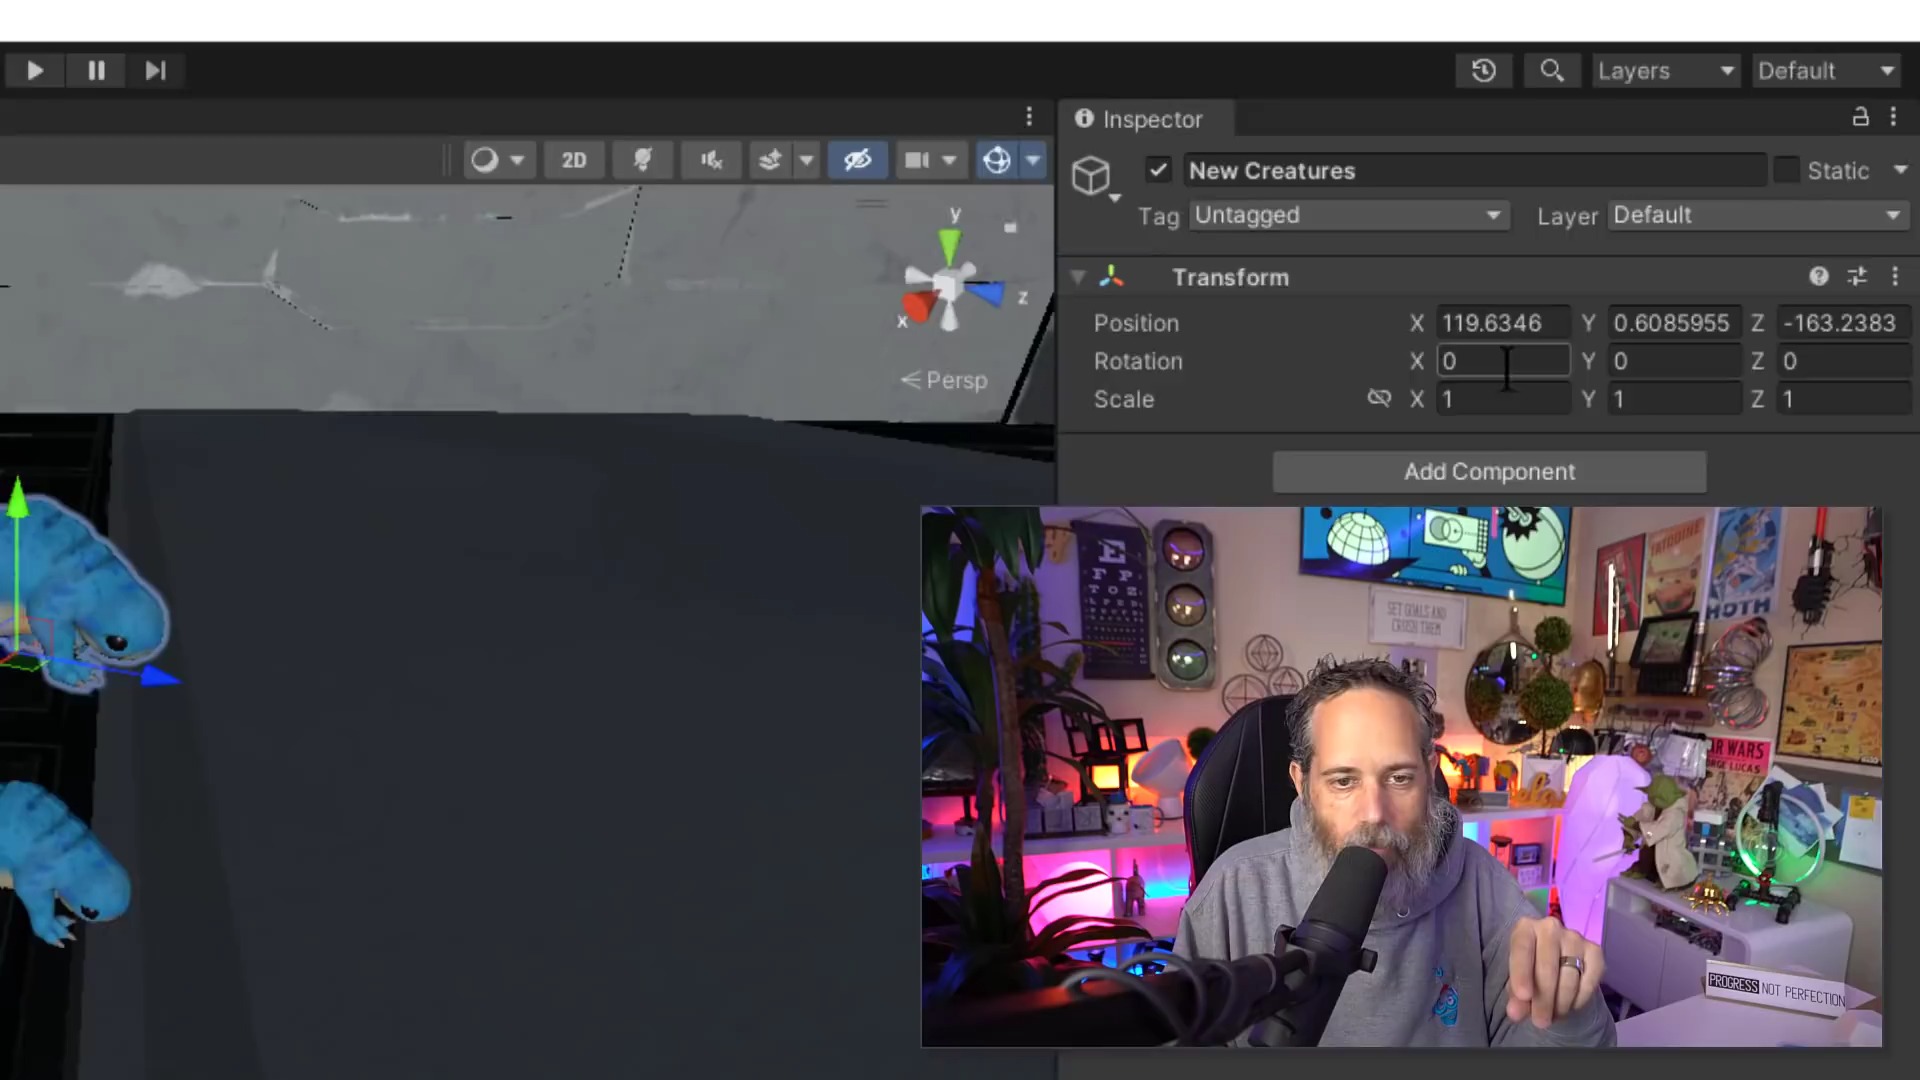 Layers
Default
Inspector
2D
New Creatures
Static
Tag Untagged
Layer Default
y
z
x
Persp
Transform
Position X 119.6346 Y 0.6085955 Z -163.2383
Rotation X 0 Y 0 Z 0
Scale X 1 Y 1 Z 1
Add Component
E
F P
T O Z
SET GOALS AND
CRUSH THEM
HOTH
WARS
PROGRESS NOT PERFECTION